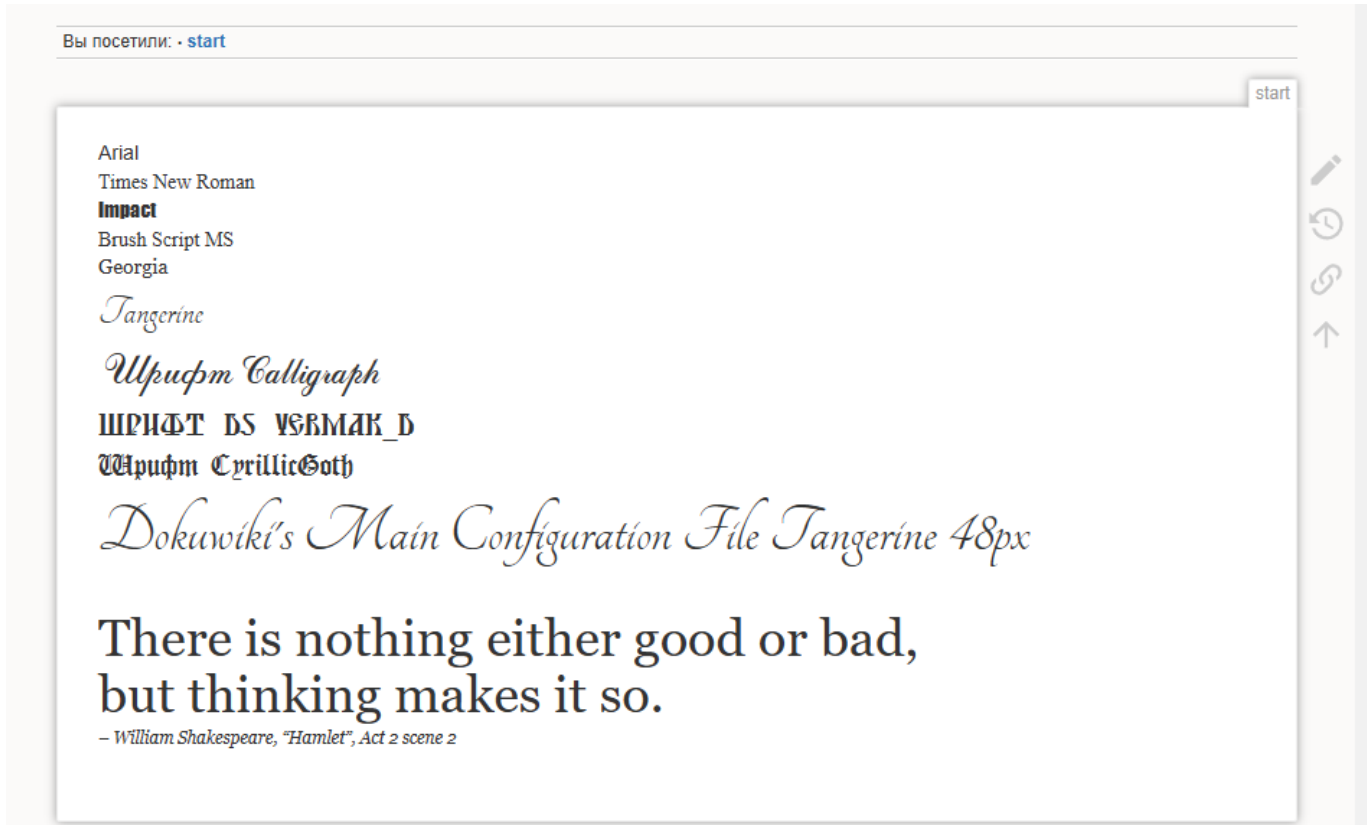 Вы посетили: • start
start
Arial
Times New Roman
Impact
Brush Script MS
Georgia
Tangerine
Шрифт Calligraph
ШРИФТ DS YERMAK_D
Шрифт CyrillicGoth
Dokuwiki's Main Configuration File Tangerine 48px
There is nothing either good or bad,
but thinking makes it so.
– William Shakespeare, “Hamlet”, Act 2 scene 2